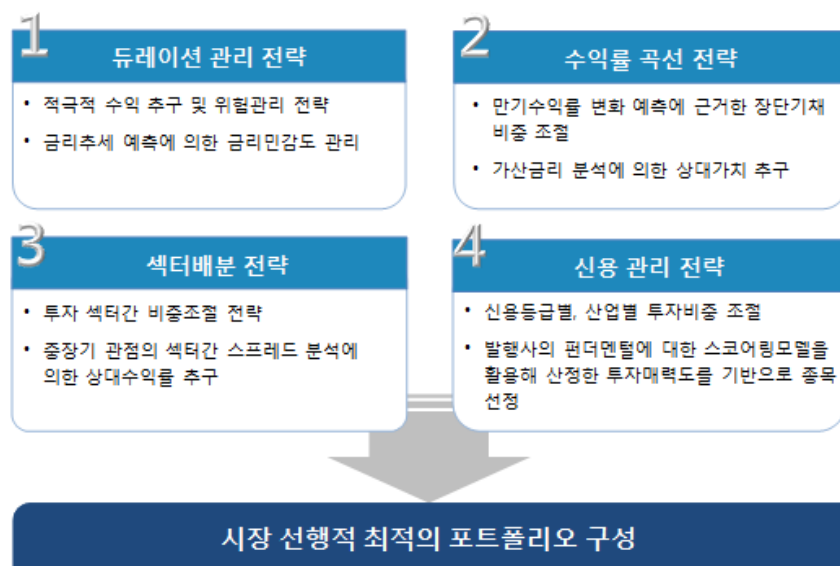 1
듀레이션 관리 전략
• 적극적 수익 추구 및 위험관리 전략
• 금리추세 예측에 의한 금리민감도 관리
2
수익률 곡선 전략
• 만기수익률 변화 예측에 근거한 장단기채
비중 조절
• 가산금리 분석에 의한 상대가치 추구
3
섹터배분 전략
• 투자 섹터간 비중조절 전략
• 중장기 관점의 섹터간 스프레드 분석에
의한 상대수익률 추구
4
신용 관리 전략
• 신용등급별, 산업별 투자비중 조절
• 발행사의 펀더멘털에 대한 스코어링모델을
활용해 산정한 투자매력도를 기반으로 종목
선정
시장 선행적 최적의 포트폴리오 구성